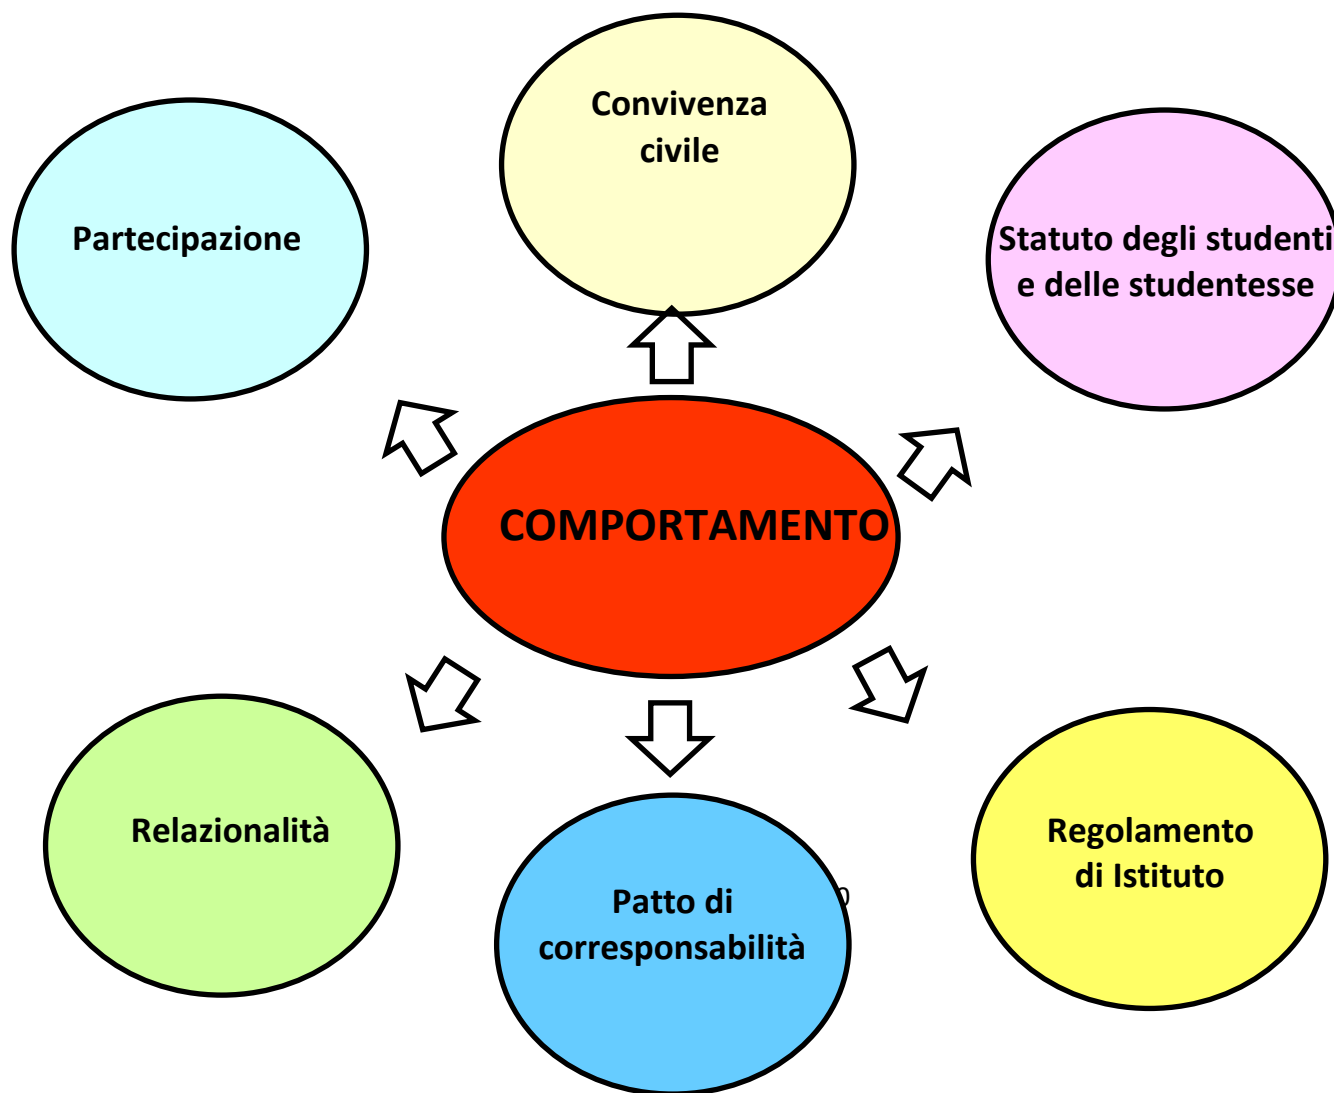 Convivenza
civile
Partecipazione
Statuto degli studenti
e delle studentesse
COMPORTAMENTO
Relazionalità
Regolamento
di Istituto
Patto di
corresponsabilità